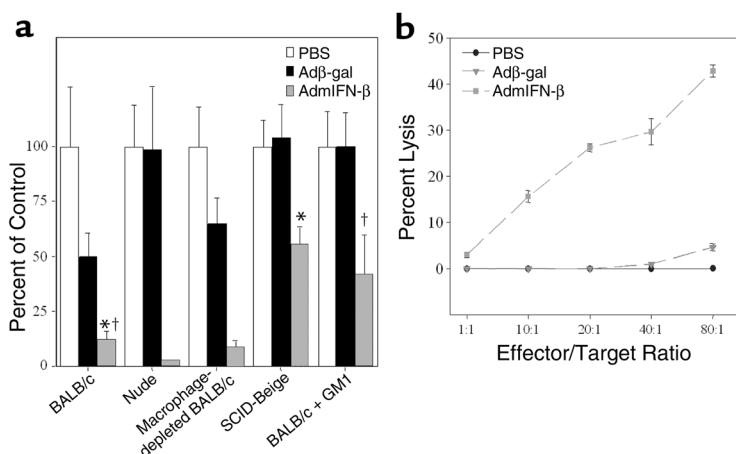 a
PBS
Adβ-gal
AdmIFN-β
Percent of Control
100
75
50
25
0
*†
*
†
BALB/c
Nude
Macrophage-
depleted BALB/c
SCID-Beige
BALB/c + GM1
b
PBS
Adβ-gal
AdmIFN-β
Percent Lysis
50
40
30
20
10
0
1:1
10:1
20:1
40:1
80:1
Effector/Target Ratio